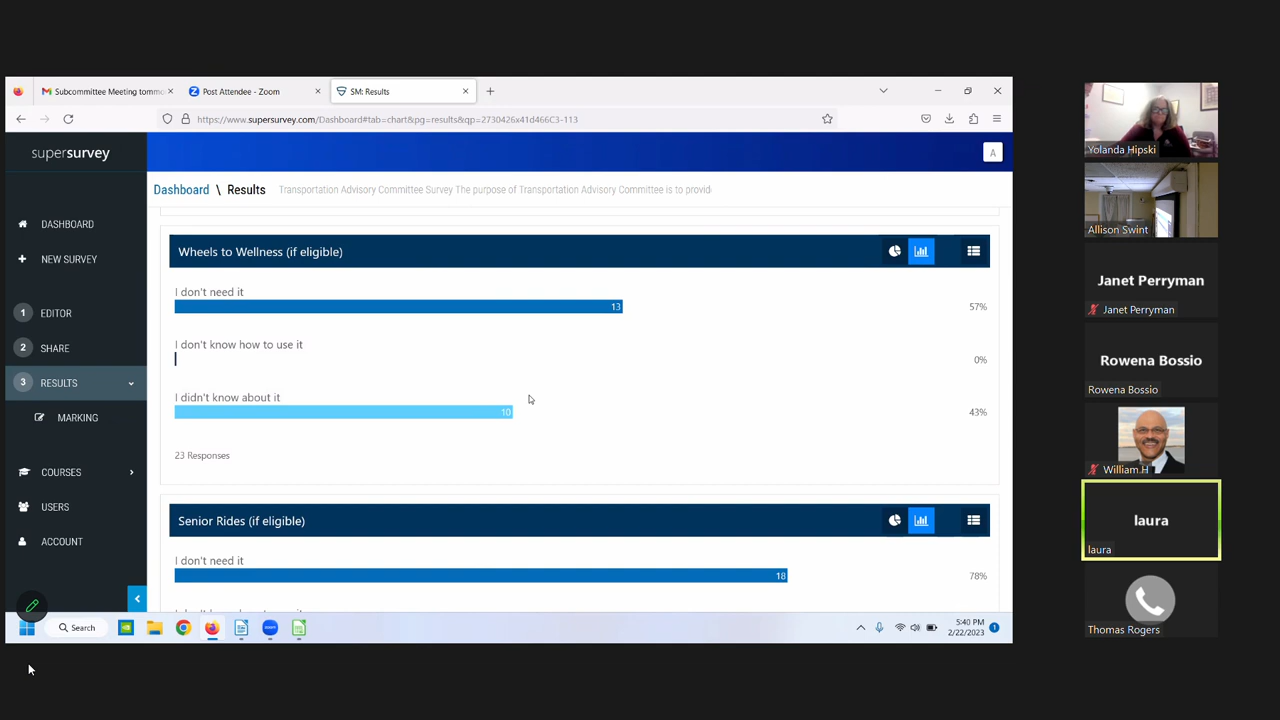 Subcommittee Meeting tommo
Post Attendee - Zoom
SM: Results
https://www.supersurvey.com/Dashboard#tab=chart&pg=results&qp=2730426x41d466C3-113
supersurvey
A
Dashboard \ Results
Transportation Advisory Committee Survey The purpose of Transportation Advisory Committee is to provid
DASHBOARD
NEW SURVEY
1 EDITOR
2 SHARE
3 RESULTS
MARKING
COURSES
USERS
ACCOUNT
Wheels to Wellness (if eligible)
I don't need it
13
57%
I don't know how to use it
0%
I didn't know about it
10
43%
23 Responses
Senior Rides (if eligible)
I don't need it
18
78%
Search
5:40 PM
2/22/2023
1
Yolanda Hipski
Allison Swint
Janet Perryman
Janet Perryman
Rowena Bossio
Rowena Bossio
William.H
laura
laura
Thomas Rogers